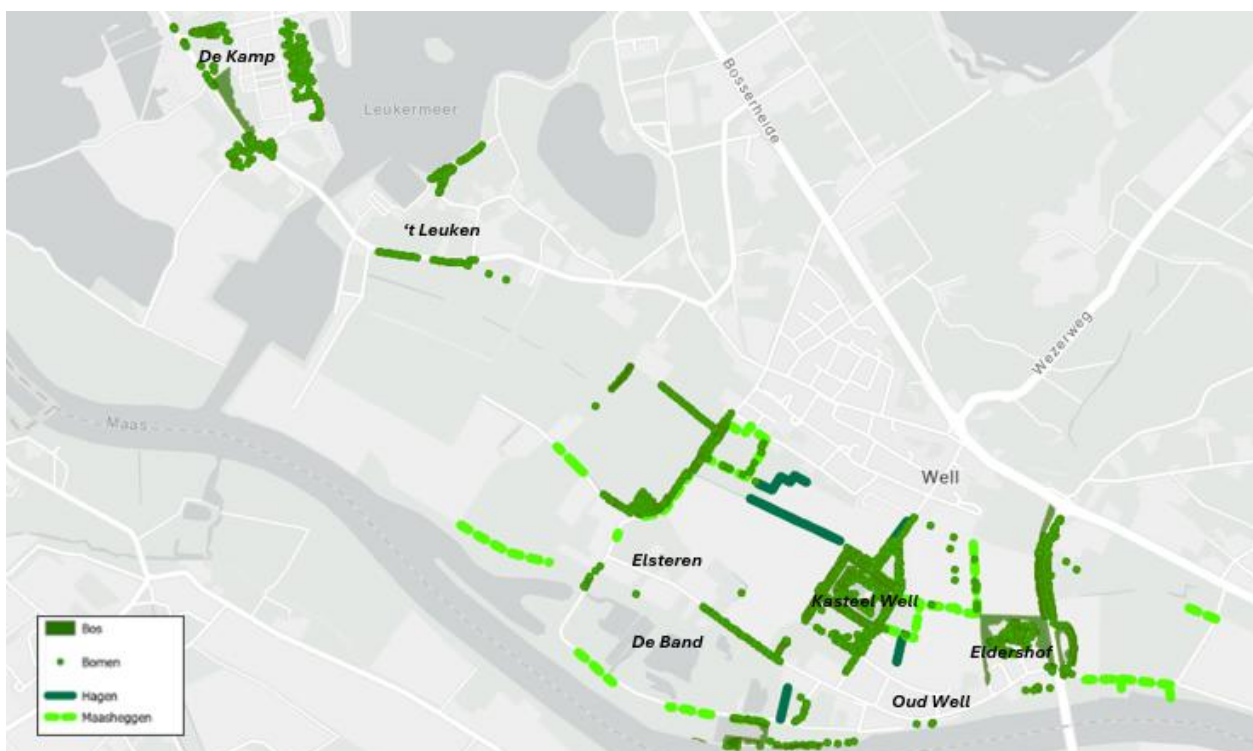 De Kamp
Leukermeer
Bosserheide
't Leuken
Wezerweg
Maas
Well
Elsteren
Kasteel Well
De Band
Eldershof
Oud Well
Bos
Bomen
Hagen
Maasheggen